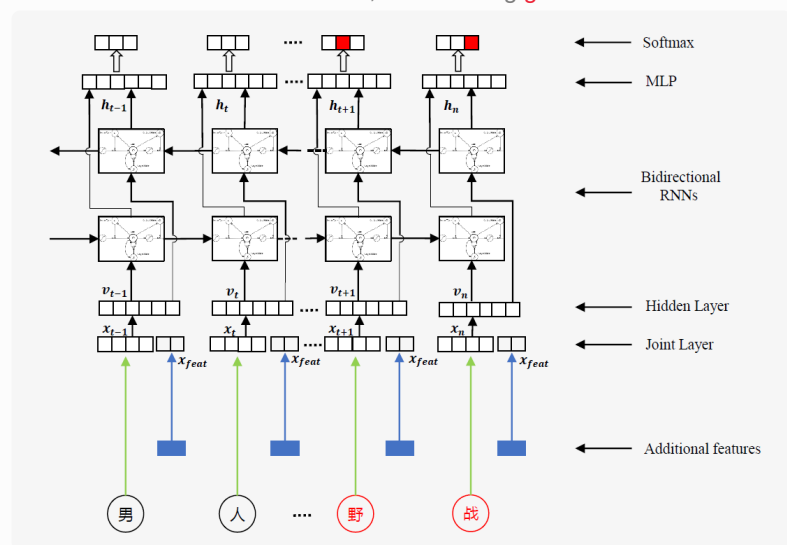 Softmax
MLP
h_{t-1} h_t h_{t+1} h_n
....
....
Bidirectional
RNNs
v_{t-1} v_t v_{t+1} v_n
....
Hidden Layer
x_{t-1} x_t x_{t+1} x_n
....
Joint Layer
x_{feat} x_{feat} x_{feat} x_{feat}
Additional features
男 人 .... 野 战